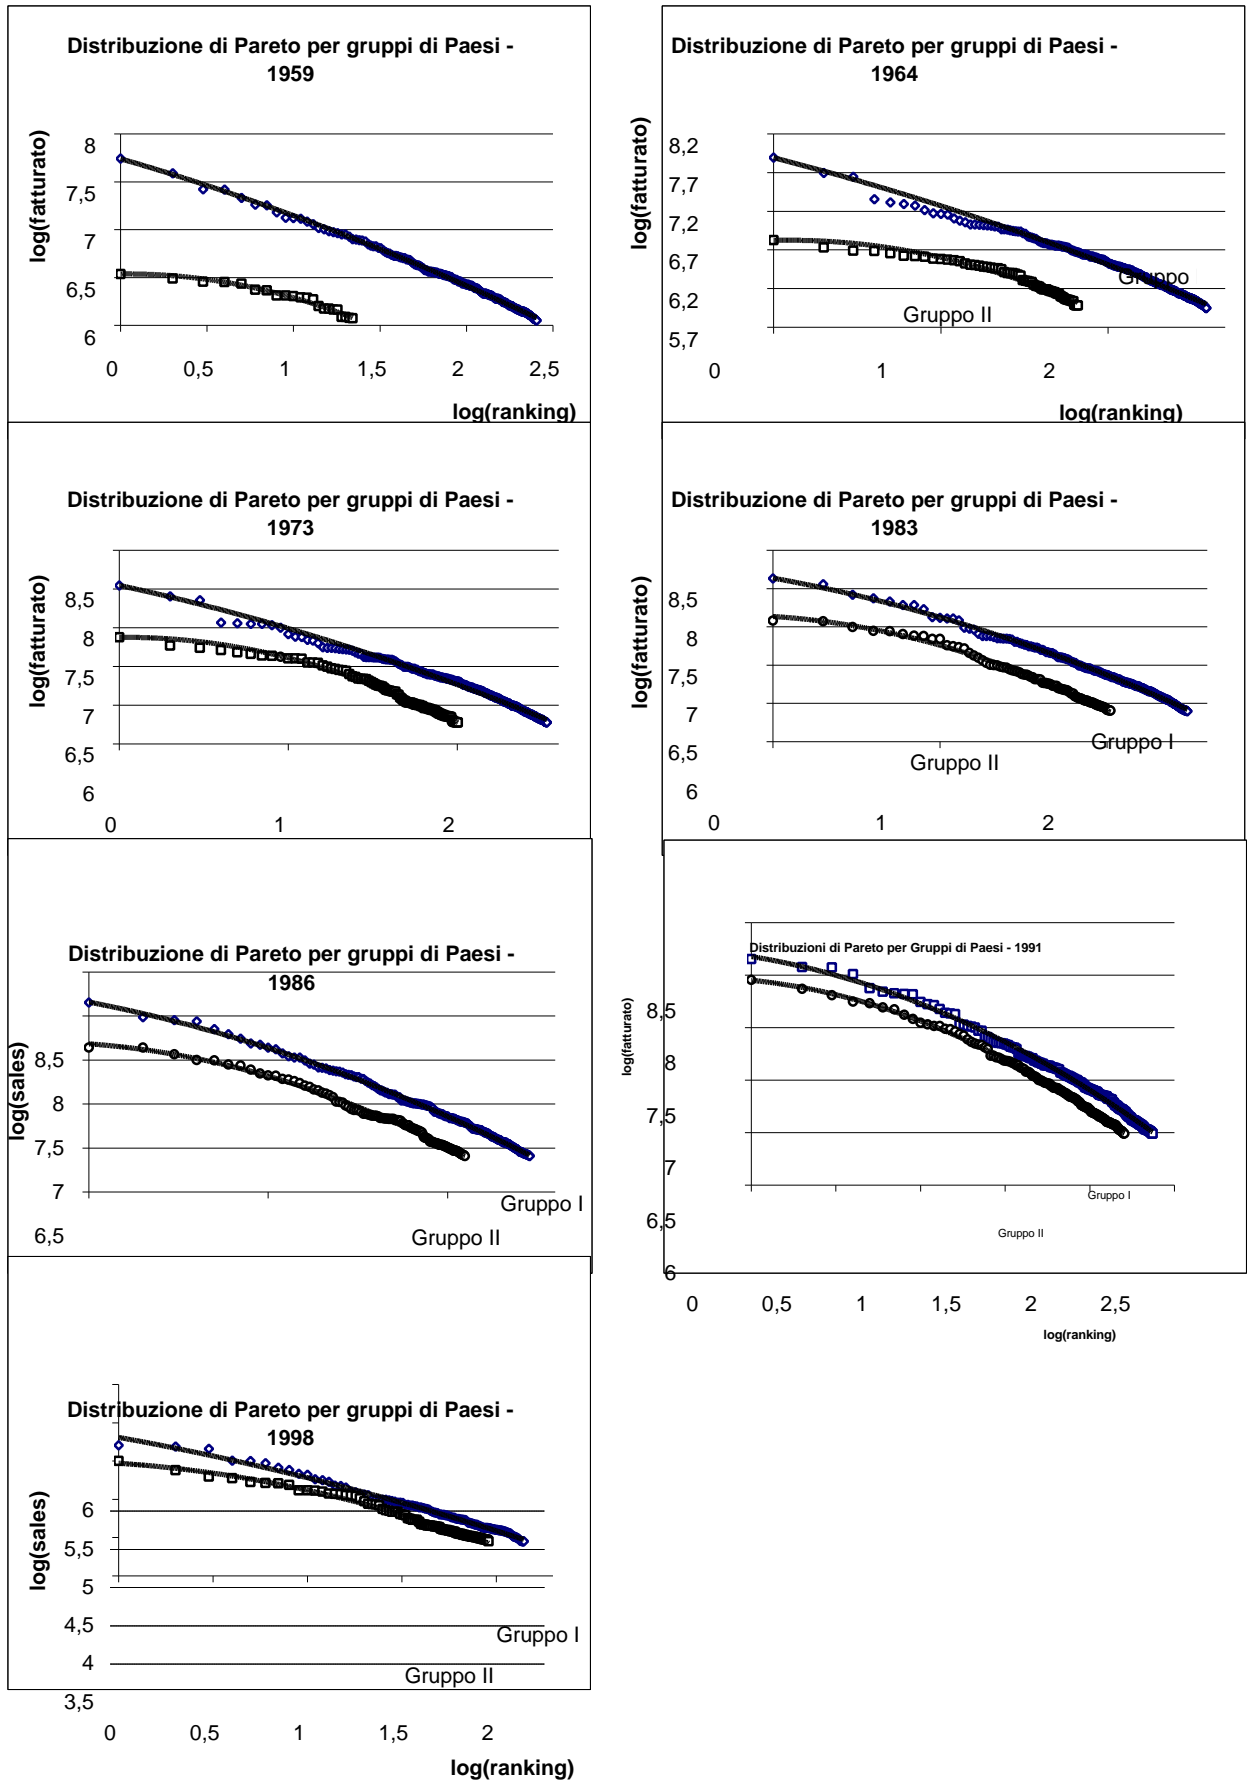 Distribuzione di Pareto per gruppi di Paesi -
1959
log(fatturato)
8
7,5
7
6,5
6
0 0,5 1 1,5 2 2,5
log(ranking)
Distribuzione di Pareto per gruppi di Paesi -
1964
log(fatturato)
8,2
7,7
7,2
6,7
6,2
5,7
Gruppo
Gruppo II
0 1 2
log(ranking)
Distribuzione di Pareto per gruppi di Paesi -
1973
log(fatturato)
8,5
8
7,5
7
6,5
6
0 1 2
Distribuzione di Pareto per gruppi di Paesi -
1983
log(fatturato)
8,5
8
7,5
7
6,5
6
Gruppo I
Gruppo II
0 1 2
Distribuzione di Pareto per gruppi di Paesi -
1986
log(sales)
8,5
8
7,5
7
6,5
Gruppo I
Gruppo II
Distribuzioni di Pareto per Gruppi di Paesi - 1991
log(fatturato)
8,5
8
7,5
7
6,5
6
Gruppo I
Gruppo II
0 0,5 1 1,5 2 2,5
log(ranking)
Distribuzione di Pareto per gruppi di Paesi -
1998
log(sales)
6
5,5
5
4,5
4
3,5
Gruppo I
Gruppo II
0 0,5 1 1,5 2
log(ranking)